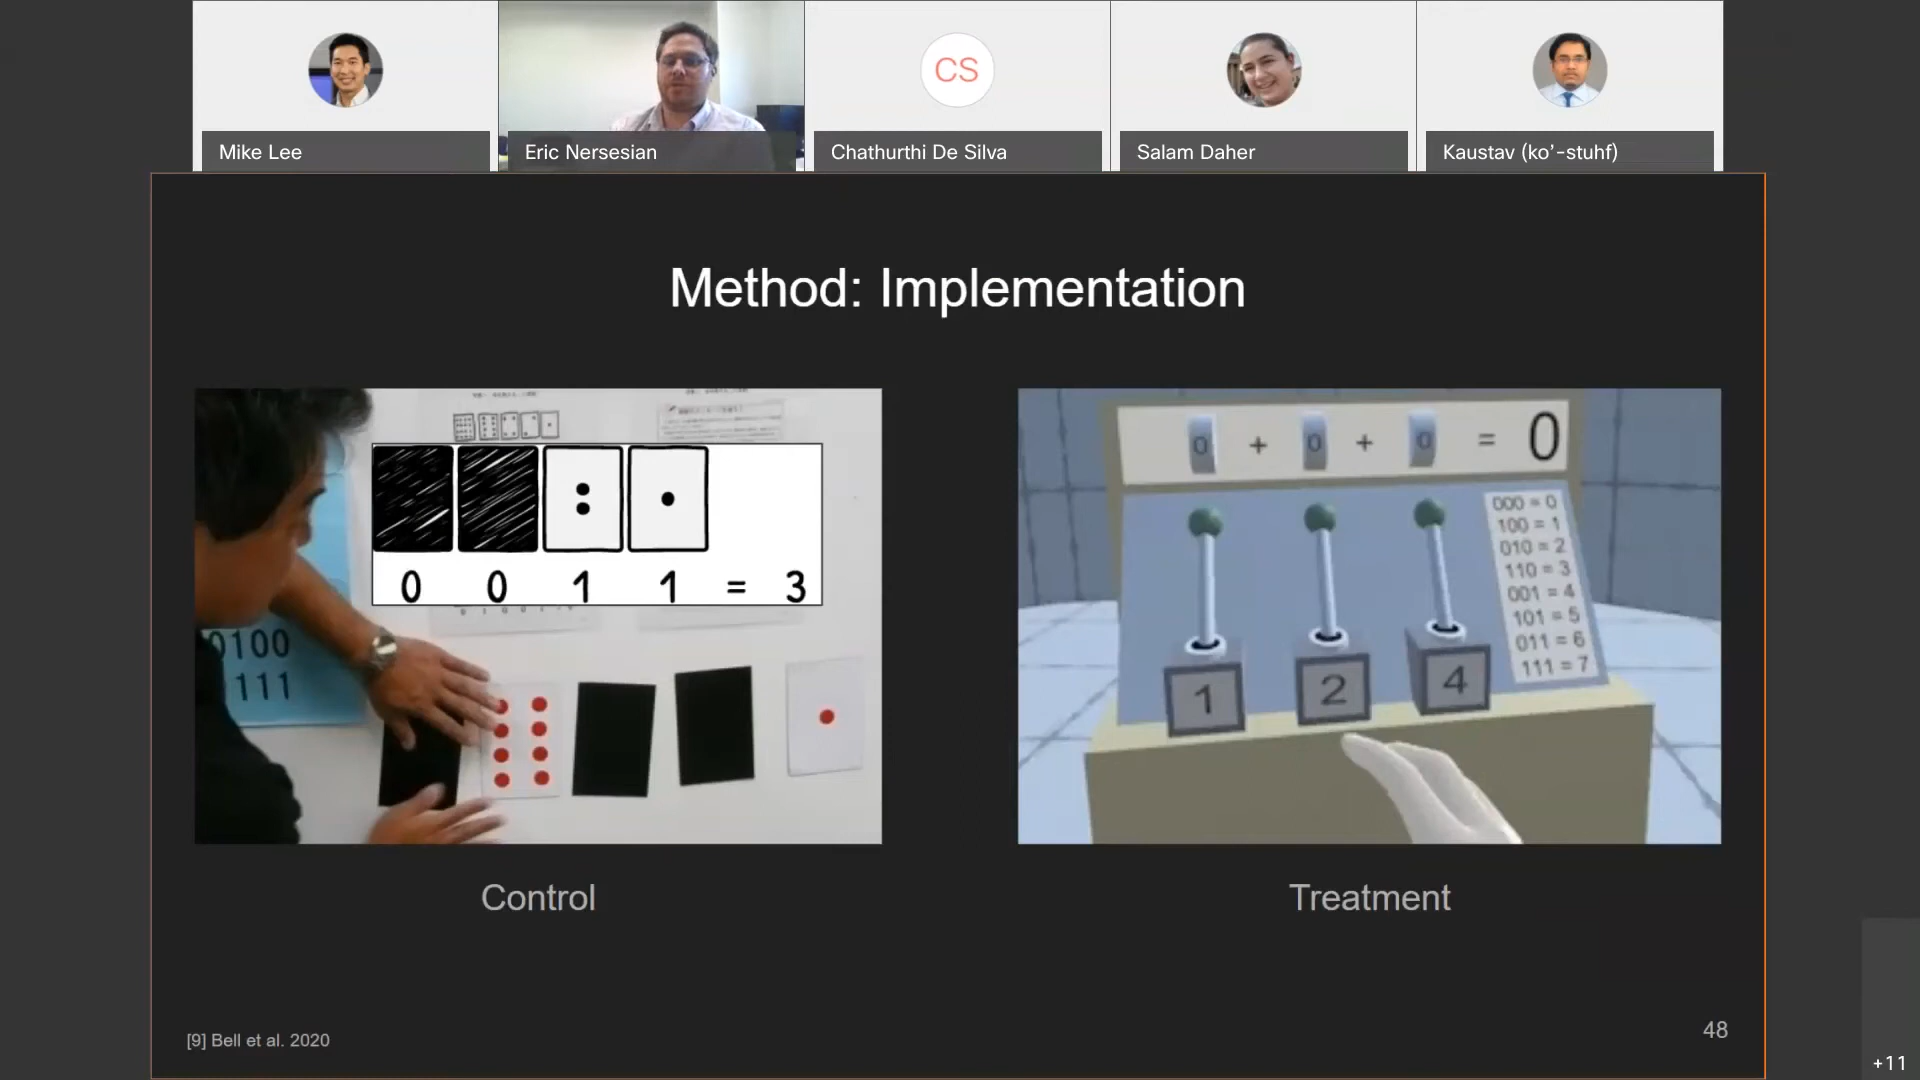 CS
Mike Lee
Eric Nersesian
Chathurthi De Silva
Salam Daher
Kaustav (ko’-stuhf)
Method: Implementation
0 0 1 1 = 3
0100
111
0 + 0 + 0 = 0
000 = 0
100 = 1
010 = 2
110 = 3
001 = 4
101 = 5
011 = 6
111 = 7
1 2 4
Control
Treatment
[9] Bell et al. 2020
48
+11